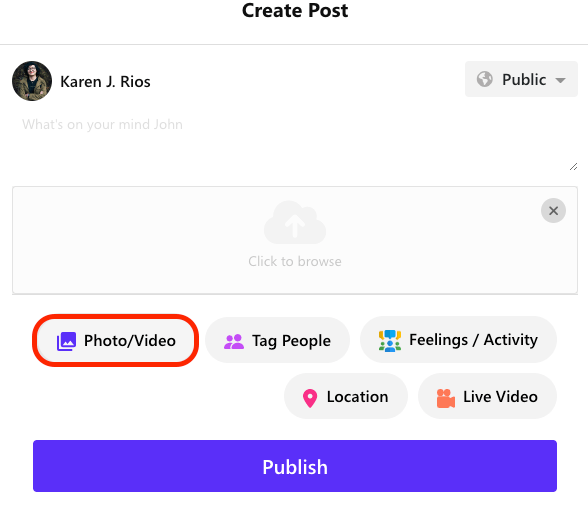 Create Post
Karen J. Rios
Public
What's on your mind John
Click to browse
Photo/Video
Tag People
Feelings / Activity
Location
Live Video
Publish